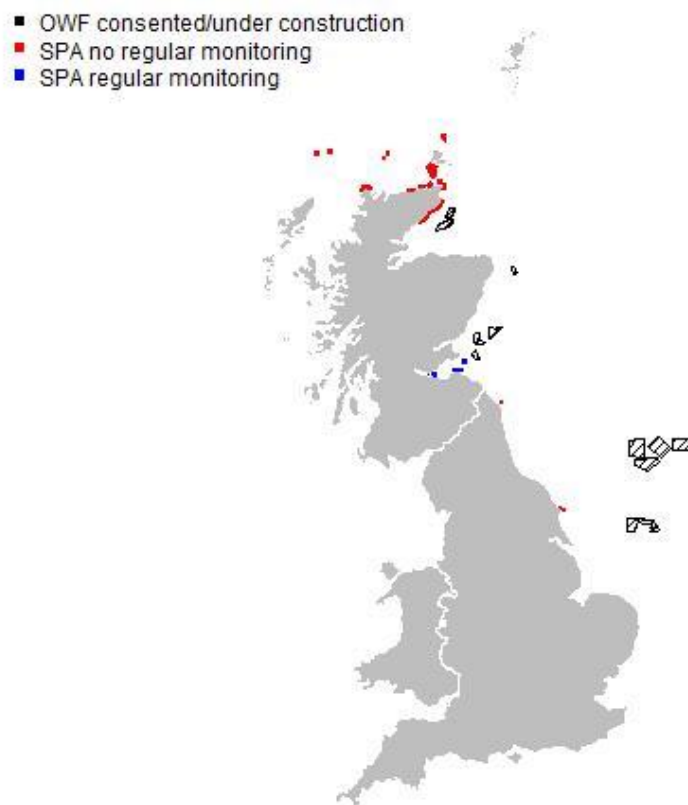 OWF consented/under construction
SPA no regular monitoring
SPA regular monitoring